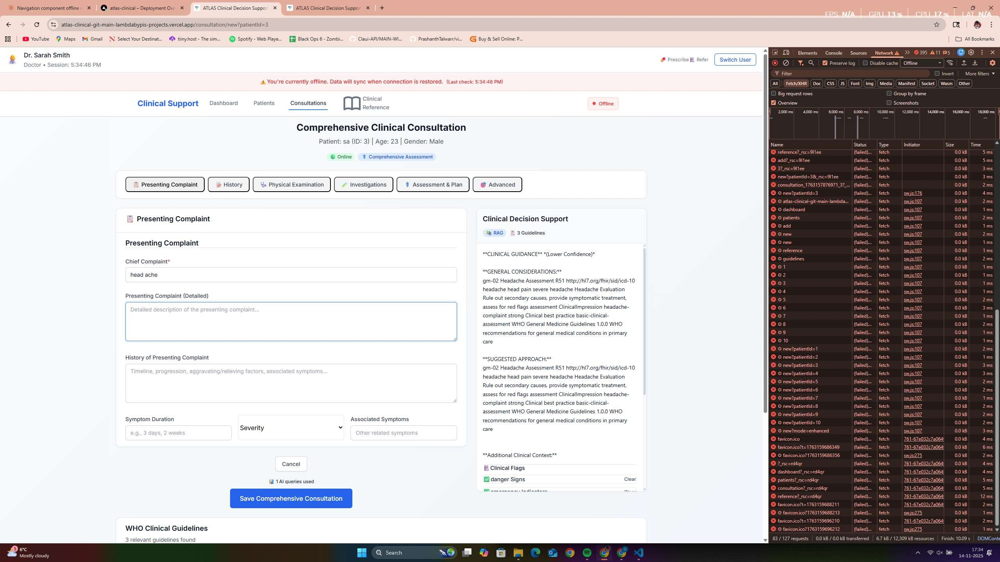 Navigation component offline i
atlas-clinical – Deployment Ove
ATLAS Clinical Decision Suppor
ATLAS Clinical Decision Suppor
FPS N/A GPU 13% CPU 17% LAT N/A
atlas-clinical-git-main-lambdabypis-projects.vercel.app/consultation/new?patientId=3
YouTube
Maps
Gmail
Select Your Destinat...
tiiny.host - The sim...
Spotify - Web Playe...
Black Ops 6 - Zombi...
Claui-API/MAIN-WI...
PrashanthTalwarr/vi...
Buy & Sell Online: P...
All Bookmarks
Dr. Sarah Smith
Doctor • Session: 5:34:46 PM
Prescribe
Refer
Switch User
You're currently offline. Data will sync when connection is restored. (Last check: 5:34:46 PM)
Clinical Support
Dashboard
Patients
Consultations
Clinical
Reference
Offline
Comprehensive Clinical Consultation
Patient: sa (ID: 3) | Age: 23 | Gender: Male
Online
Comprehensive Assessment
Presenting Complaint
History
Physical Examination
Investigations
Assessment & Plan
Advanced
Presenting Complaint
Presenting Complaint
Chief Complaint*
head ache
Presenting Complaint (Detailed)
Detailed description of the presenting complaint...
History of Presenting Complaint
Timeline, progression, aggravating/relieving factors, associated symptoms...
Symptom Duration
e.g., 3 days, 2 weeks
Severity
Associated Symptoms
Other related symptoms
Cancel
1 AI queries used
Save Comprehensive Consultation
WHO Clinical Guidelines
3 relevant guidelines found
Clinical Decision Support
RAG
3 Guidelines
**CLINICAL GUIDANCE** *(Lower Confidence)*
**GENERAL CONSIDERATIONS:**
gm-02 Headache Assessment R51 http://hl7.org/fhir/sid/icd-10
headache head pain severe headache Headache Evaluation
Rule out secondary causes, provide symptomatic treatment,
assess for red flags assessment ClinicalImpression headache-
complaint strong Clinical best practice basic-clinical-
assessment WHO General Medicine Guidelines 1.0.0 WHO
recommendations for general medical conditions in primary
care
**SUGGESTED APPROACH:**
gm-02 Headache Assessment R51 http://hl7.org/fhir/sid/icd-10
headache head pain severe headache Headache Evaluation
Rule out secondary causes, provide symptomatic treatment,
assess for red flags assessment ClinicalImpression headache-
complaint strong Clinical best practice basic-clinical-
assessment WHO General Medicine Guidelines 1.0.0 WHO
recommendations for general medical conditions in primary
care
**Additional Clinical Context:**
Clinical Flags
danger Signs Clear
emergency Indicators Clear
Elements
Console
Sources
Network
395
11
5
Preserve log
Disable cache
Offline
Filter
Invert
More filters
All
Fetch/XHR
Doc
CSS
JS
Font
Img
Media
Manifest
Socket
Wasm
Other
Big request rows
Group by frame
Overview
Screenshots
2,000 ms 4,000 ms 6,000 ms 8,000 ms 10,000 ms 12,000 ms 14,000 ms 16,000 ms 18,000 ms
Name Status Type Initiator Size Time
reference?_rsc=9l1ee (failed)... fetch 0.0 kB 5 ms
add?_rsc=9l1ee (failed)... fetch 0.0 kB 5 ms
3?_rsc=9l1ee (failed)... fetch 0.0 kB 3 ms
new?patientId=3&_rsc=9l1ee (failed)... fetch 0.0 kB 3 ms
consultation_1763157876971_3?_... (failed)... fetch 0.0 kB 2 ms
new?patientId=3 (failed)... fetch sw.js:176 0.0 kB 4 ms
atlas-clinical-git-main-lambda... (failed)... fetch sw.js:107 0.0 kB 2 ms
dashboard (failed)... fetch sw.js:107 0.0 kB 1 ms
patients (failed)... fetch sw.js:107 0.0 kB 2 ms
add (failed)... fetch sw.js:107 0.0 kB 1 ms
new (failed)... fetch sw.js:107 0.0 kB 2 ms
new (failed)... fetch sw.js:107 0.0 kB 1 ms
reference (failed)... fetch sw.js:107 0.0 kB 1 ms
guidelines (failed)... fetch sw.js:107 0.0 kB 2 ms
1 (failed)... fetch sw.js:107 0.0 kB 1 ms
2 (failed)... fetch sw.js:107 0.0 kB 1 ms
3 (failed)... fetch sw.js:107 0.0 kB 1 ms
4 (failed)... fetch sw.js:107 0.0 kB 1 ms
5 (failed)... fetch sw.js:107 0.0 kB 2 ms
6 (failed)... fetch sw.js:107 0.0 kB 3 ms
7 (failed)... fetch sw.js:107 0.0 kB 1 ms
8 (failed)... fetch sw.js:107 0.0 kB 2 ms
9 (failed)... fetch sw.js:107 0.0 kB 1 ms
10 (failed)... fetch sw.js:107 0.0 kB 1 ms
new?patientId=1 (failed)... fetch sw.js:107 0.0 kB 2 ms
new?patientId=2 (failed)... fetch sw.js:107 0.0 kB 1 ms
new?patientId=3 (failed)... fetch sw.js:107 0.0 kB 3 ms
new?patientId=4 (failed)... fetch sw.js:107 0.0 kB 3 ms
new?patientId=5 (failed)... fetch sw.js:107 0.0 kB 2 ms
new?patientId=6 (failed)... fetch sw.js:107 0.0 kB 2 ms
new?patientId=7 (failed)... fetch sw.js:107 0.0 kB 1 ms
new?patientId=8 (failed)... fetch sw.js:107 0.0 kB 2 ms
new?patientId=9 (failed)... fetch sw.js:107 0.0 kB 2 ms
new?patientId=10 (failed)... fetch sw.js:107 0.0 kB 2 ms
new?mode=enhanced (failed)... fetch sw.js:107 0.0 kB 3 ms
favicon.ico (failed)... fetch 761-67e032c7a064 0.0 kB 4 ms
favicon.ico?t=1763159686349 (failed)... fetch 761-67e032c7a064 0.0 kB 6 ms
favicon.ico?1763159686356 (failed)... fetch sw.js:275 0.0 kB 2 ms
?_rsc=rd4qr (failed)... fetch 761-67e032c7a064 0.0 kB 4 ms
dashboard?_rsc=rd4qr (failed)... fetch 761-67e032c7a064 0.0 kB 4 ms
patients?_rsc=rd4qr (failed)... fetch 761-67e032c7a064 0.0 kB 5 ms
consultation?_rsc=rd4qr (failed)... fetch 761-67e032c7a064 0.0 kB 5 ms
reference?_rsc=rd4qr (failed)... fetch 761-67e032c7a064 0.0 kB 12 ms
favicon.ico?t=1763159688211 (failed)... fetch 761-67e032c7a064 0.0 kB 2 ms
favicon.ico?1763159688213 (failed)... fetch sw.js:275 0.0 kB 1 ms
favicon.ico?t=1763159696210 (failed)... fetch 761-67e032c7a064 0.0 kB 2 ms
favicon.ico?1763159696212 (failed)... fetch sw.js:275 0.0 kB 1 ms
83 / 127 requests 0.0 kB / 0.0 kB transferred 6.7 kB / 12,309 kB resources Finish: 10.09 s DOMConte
5
6°C
Mostly cloudy
Search
17:34
14-11-2025